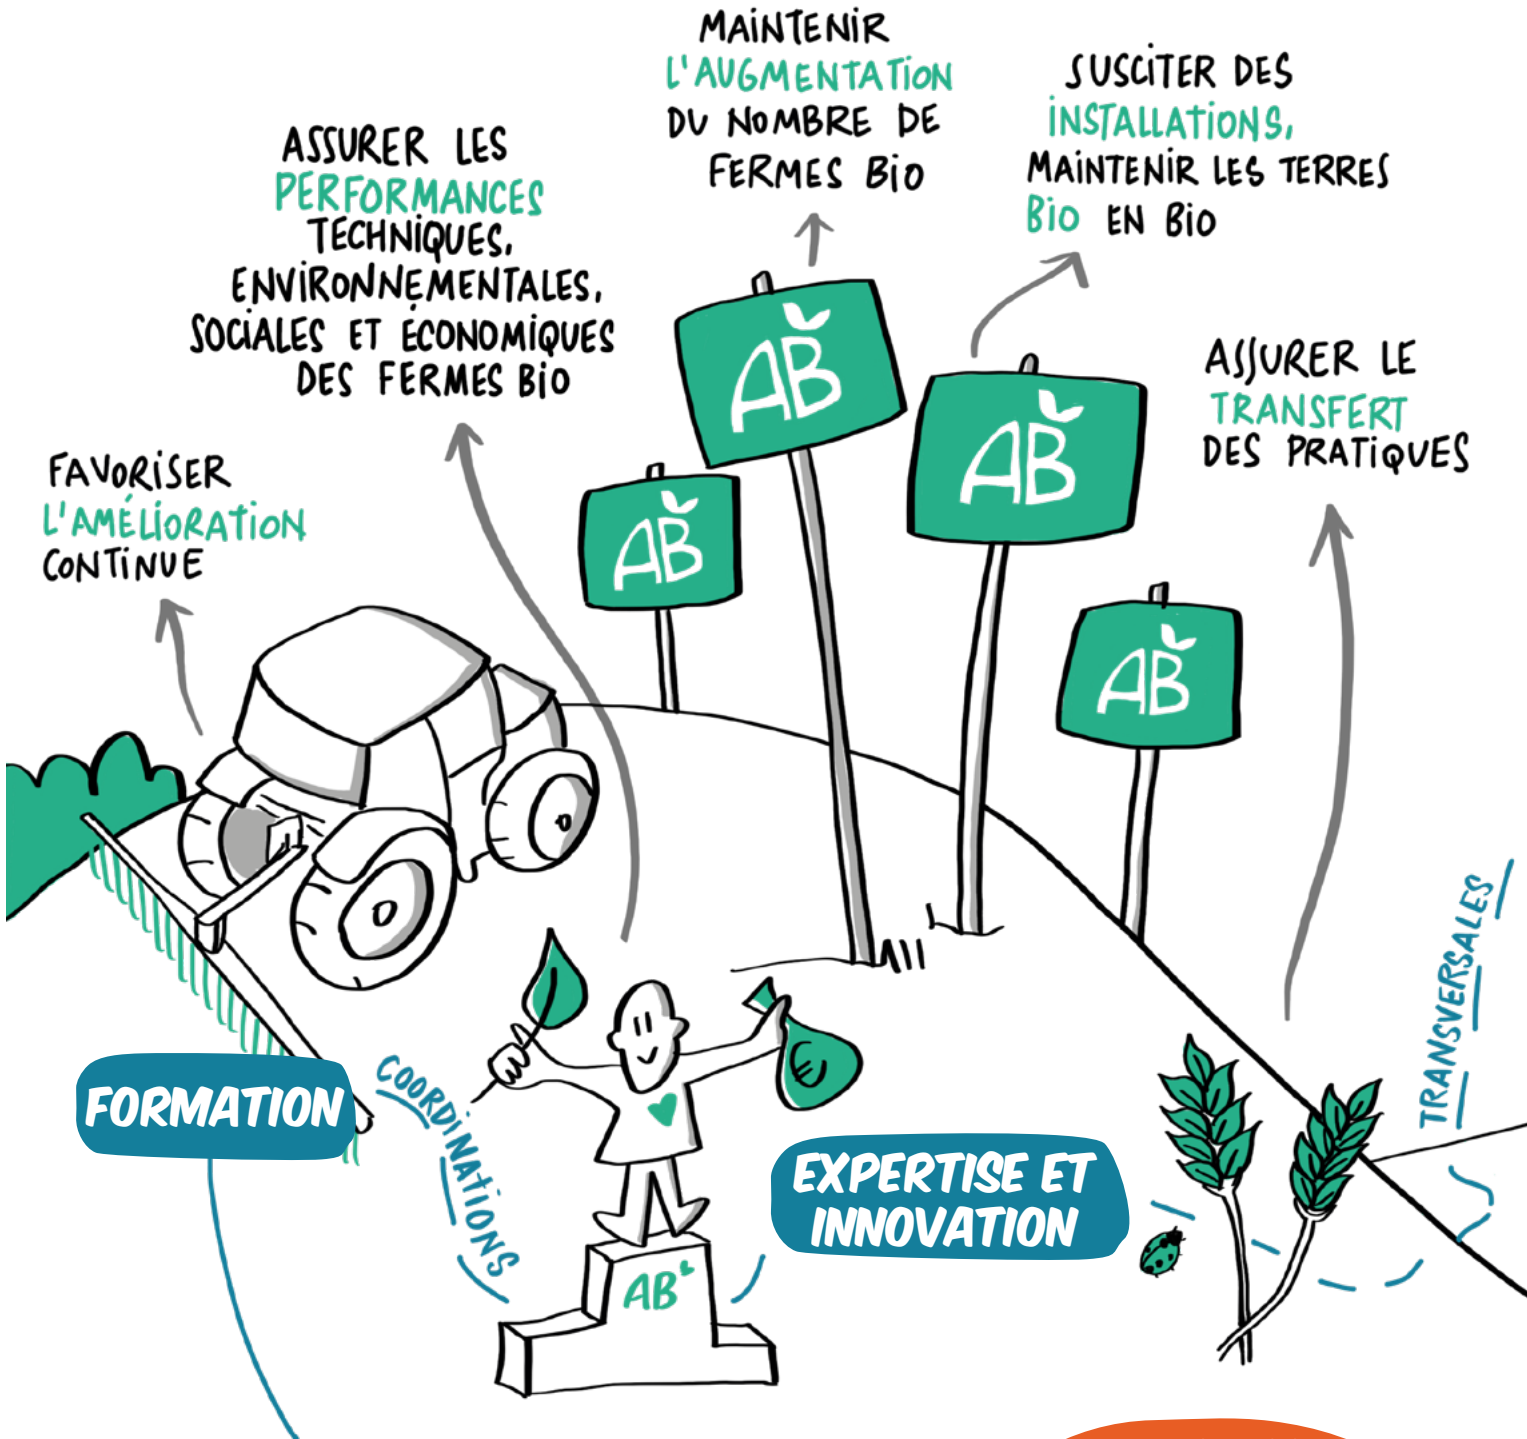 MAINTENIR
L'AUGMENTATION
DU NOMBRE DE
FERMES BIO
SUSCITER DES
INSTALLATIONS,
MAINTENIR LES TERRES
BIO EN BIO
ASSURER LES
PERFORMANCES
TECHNIQUES,
ENVIRONNEMENTALES,
SOCIALES ET ÉCONOMIQUES
DES FERMES BIO
ASSURER LE
TRANSFERT
DES PRATIQUES
FAVORISER
L'AMÉLIORATION
CONTINUE
AB
AB
AB
AB
FORMATION
COORDINATIONS
TRANSVERSALES
€
EXPERTISE ET
INNOVATION
AB